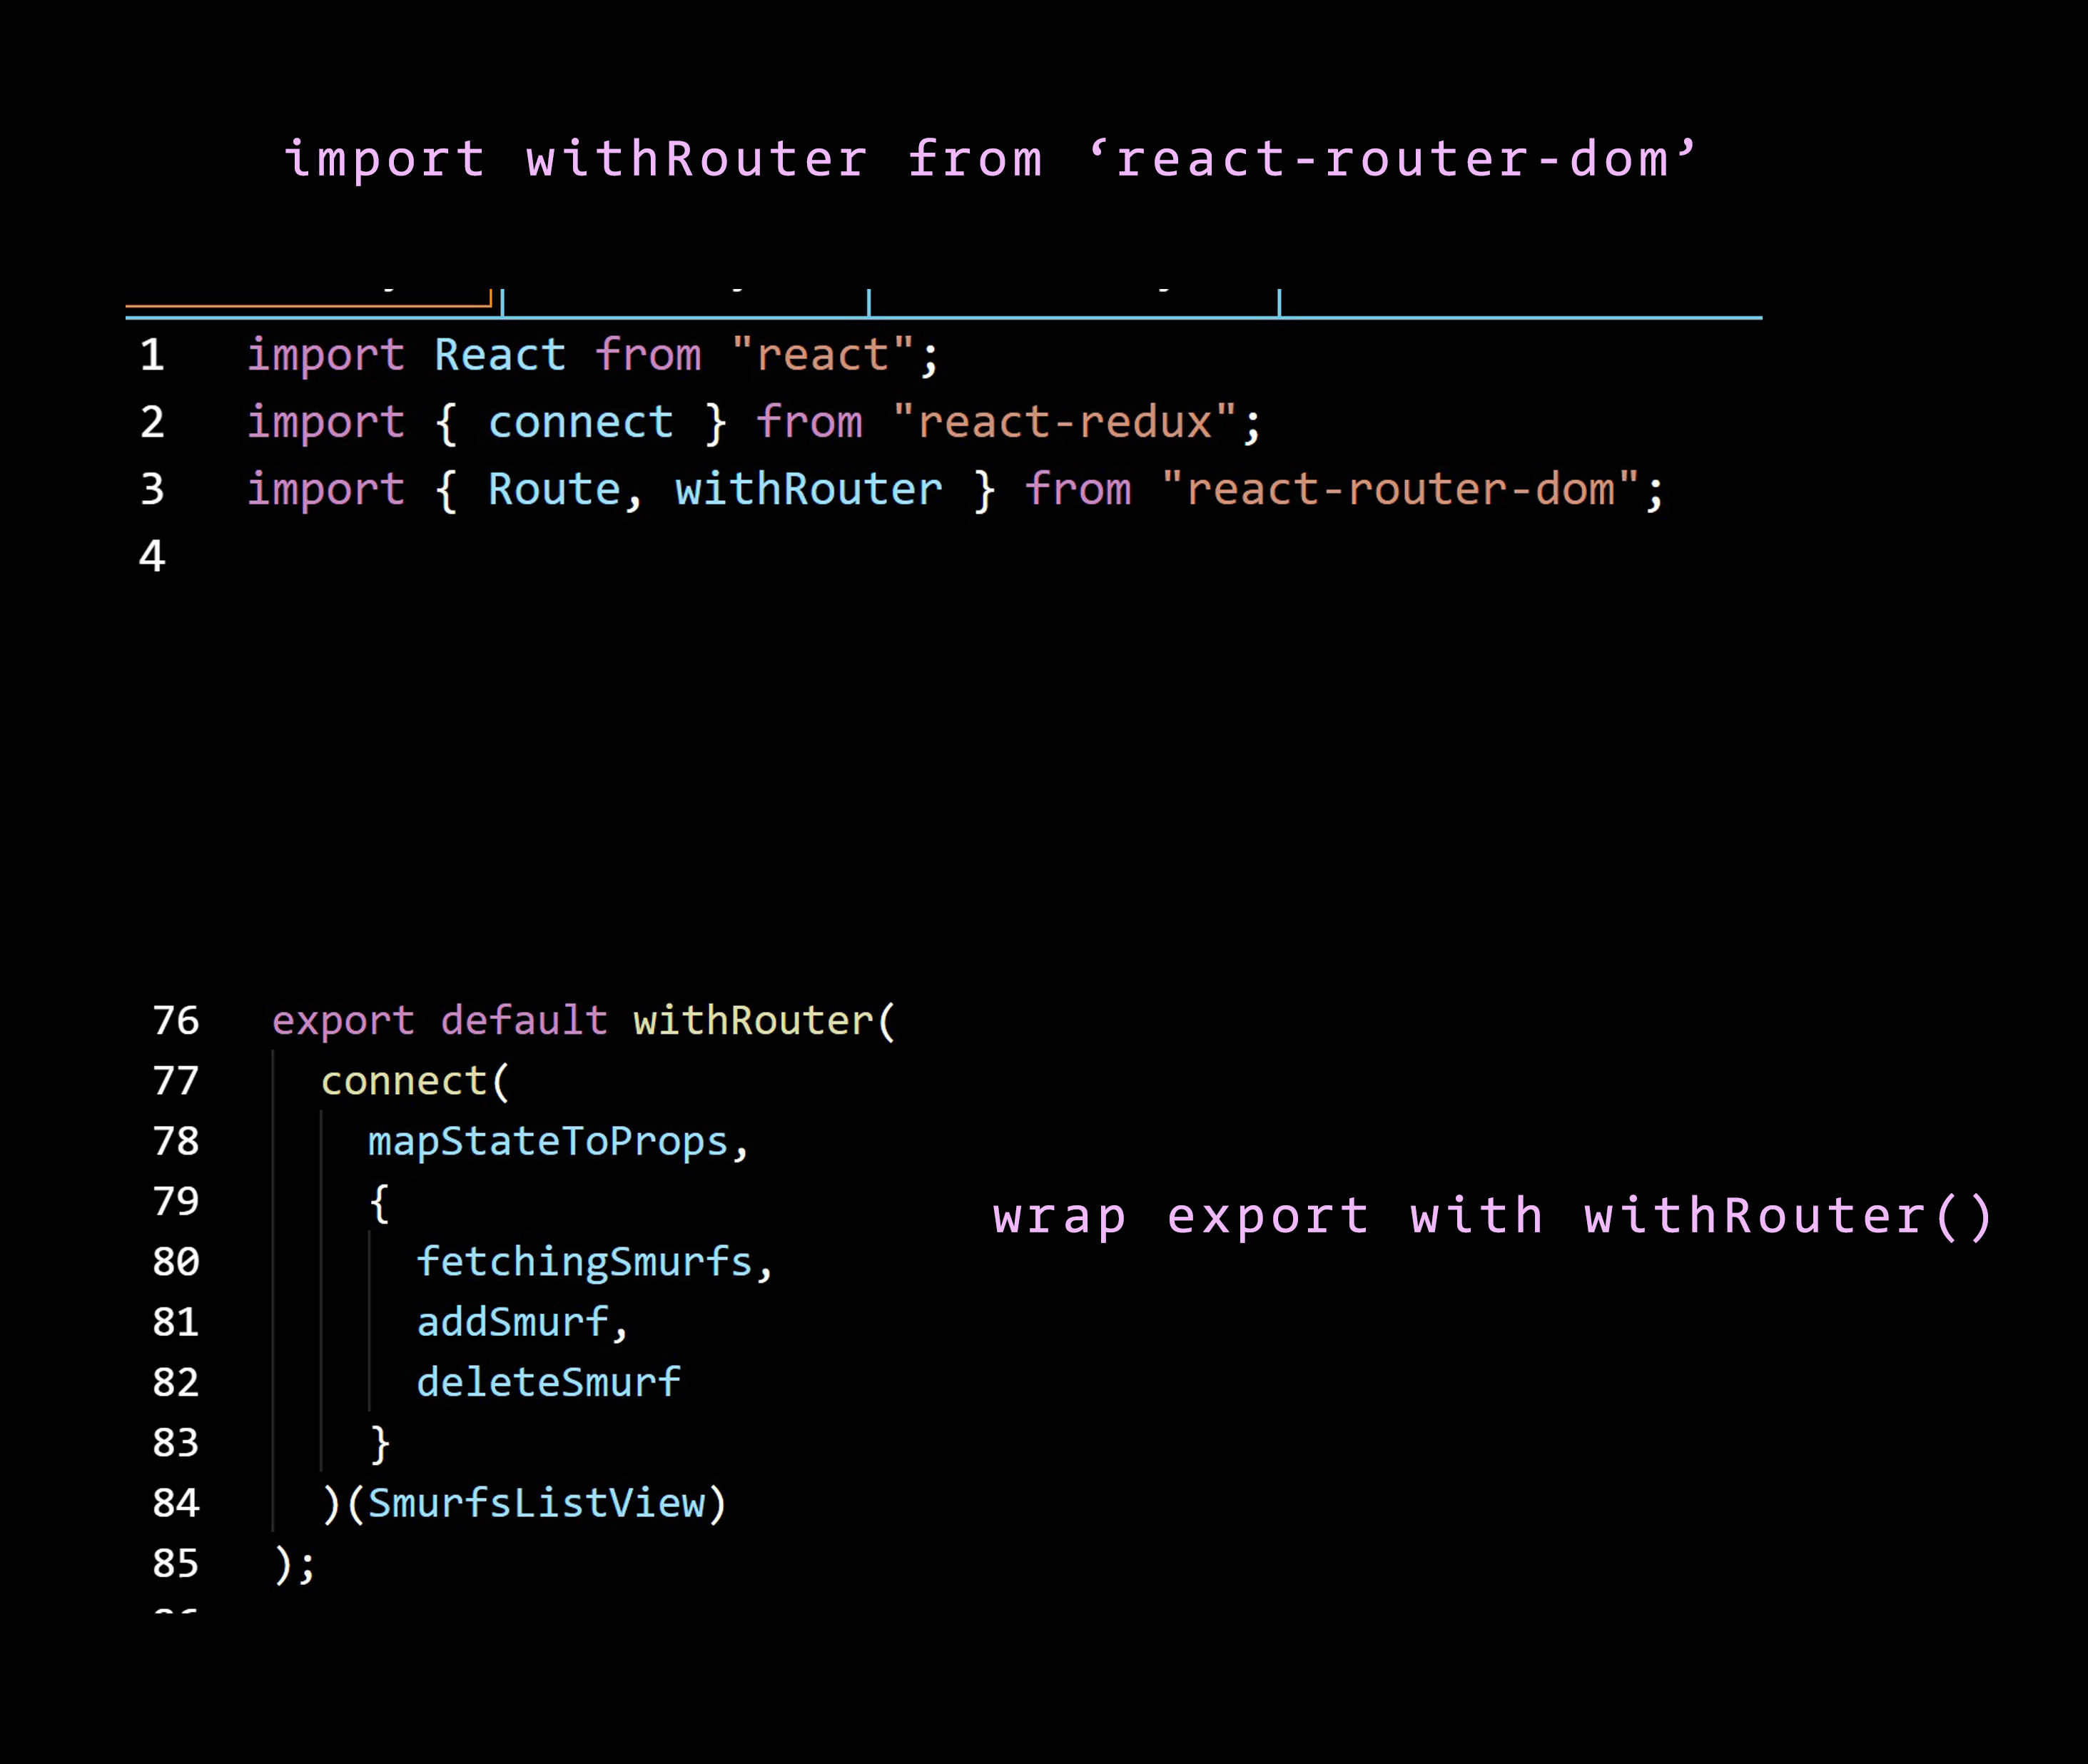 import withRouter from ‘react-router-dom’
1 import React from "react";
2 import { connect } from "react-redux";
3 import { Route, withRouter } from "react-router-dom";
4
76 export default withRouter(
77 connect(
78 mapStateToProps,
79 {
wrap export with withRouter()
80 fetchingSmurfs,
81 addSmurf,
82 deleteSmurf
83 }
84 )(SmurfsListView)
85 );